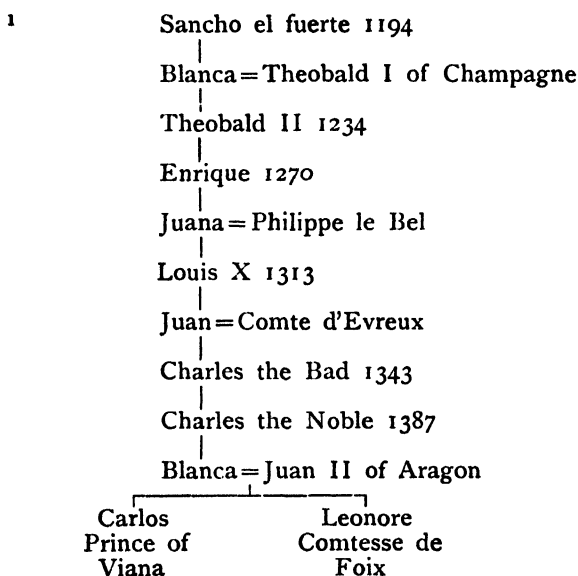 1
Sancho el fuerte 1194
Blanca=Theobald I of Champagne
Theobald II 1234
Enrique 1270
Juana=Philippe le Bel
Louis X 1313
Juan=Comte d'Evreux
Charles the Bad 1343
Charles the Noble 1387
Blanca=Juan II of Aragon
Carlos Leonore
Prince of Comtesse de
Viana Foix